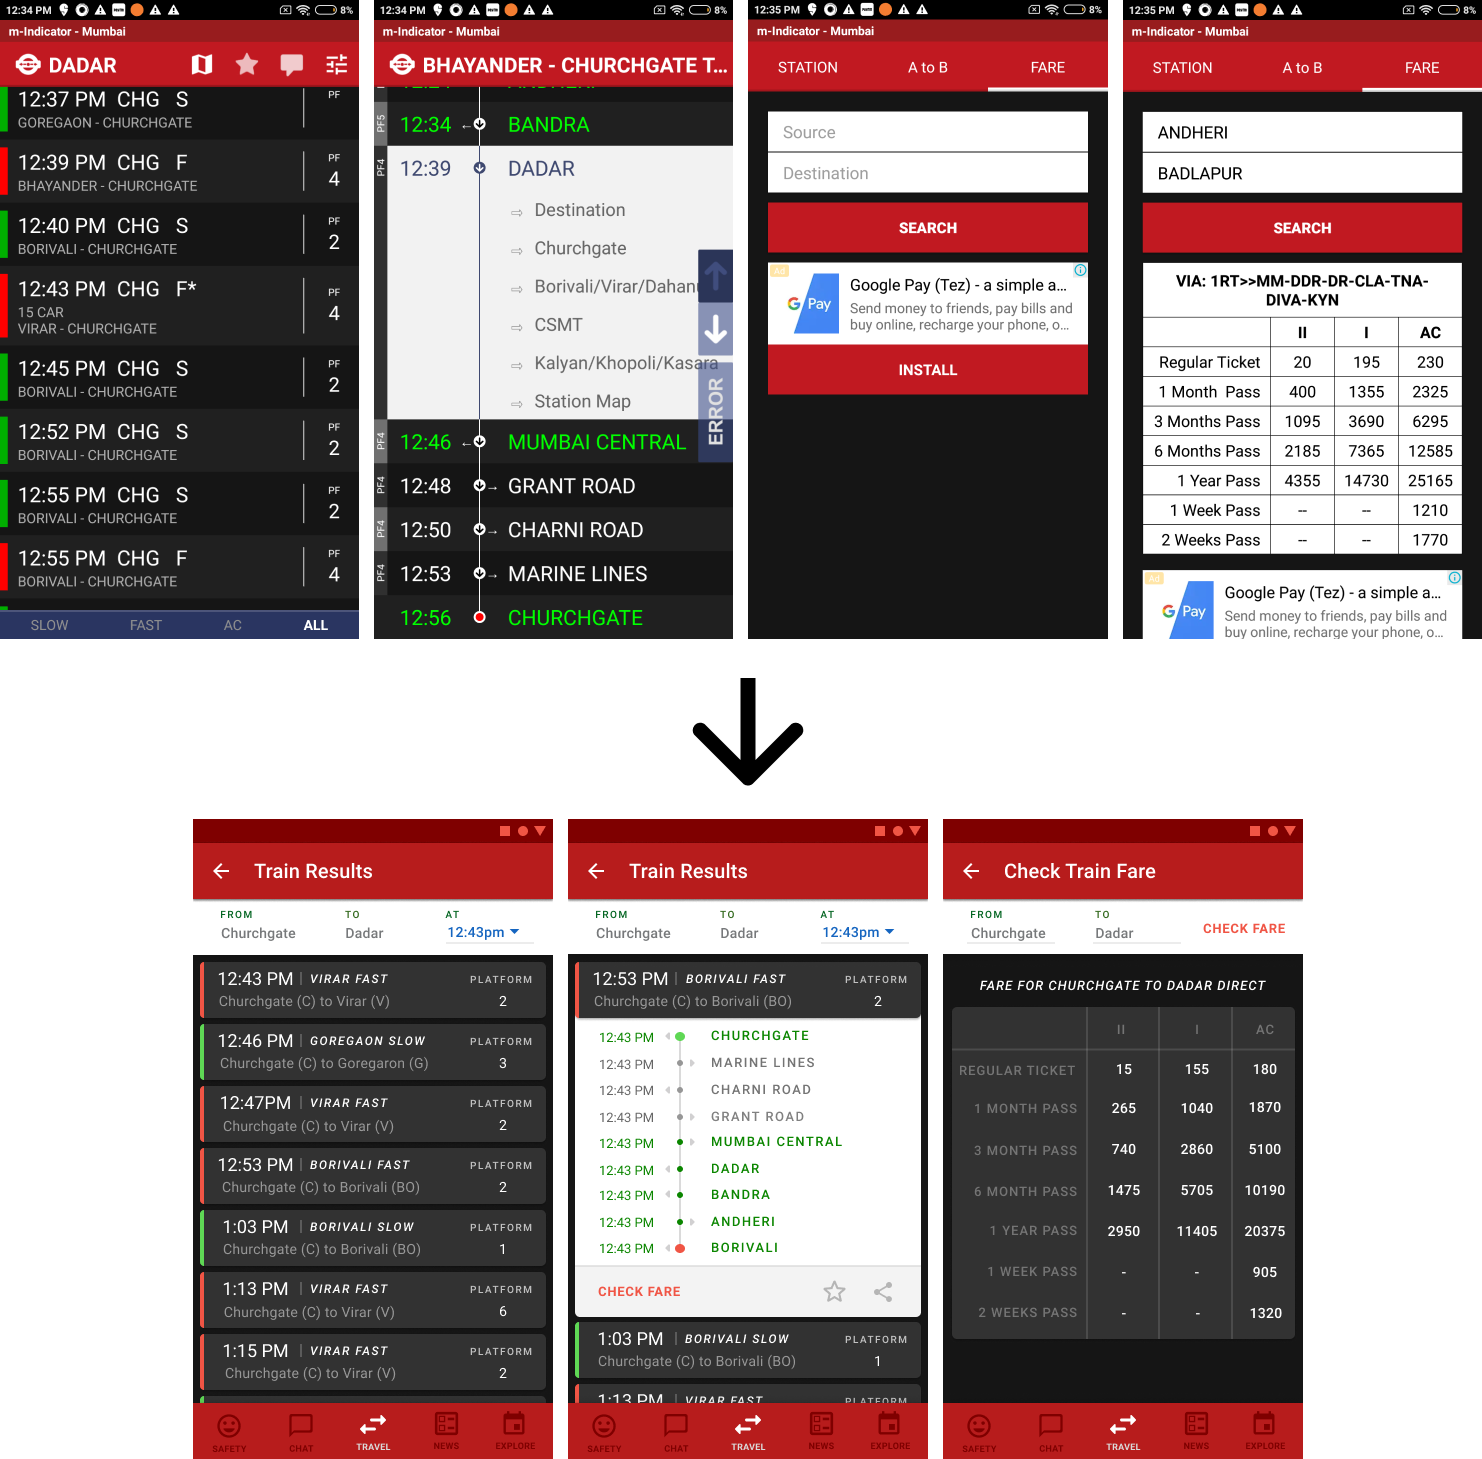 12:34 PM
8%
m-Indicator - Mumbai
DADAR
12:37 PM CHG S
PF
GOREGAON - CHURCHGATE
12:39 PM CHG F
PF
4
BHAYANDER - CHURCHGATE
12:40 PM CHG S
PF
2
BORIVALI - CHURCHGATE
12:43 PM CHG F*
PF
4
15 CAR
VIRAR - CHURCHGATE
12:45 PM CHG S
PF
2
BORIVALI - CHURCHGATE
12:52 PM CHG S
PF
2
BORIVALI - CHURCHGATE
12:55 PM CHG S
PF
2
BORIVALI - CHURCHGATE
12:55 PM CHG F
PF
4
BORIVALI - CHURCHGATE
SLOW FAST AC ALL
12:34 PM
8%
m-Indicator - Mumbai
BHAYANDER - CHURCHGATE T...
PF5 12:34 BANDRA
PF4 12:39 DADAR
⇨ Destination
⇨ Churchgate
⇨ Borivali/Virar/Dahanu
⇨ CSMT
⇨ Kalyan/Khopoli/Kasara
⇨ Station Map
ERROR
PF4 12:46 MUMBAI CENTRAL
PF4 12:48 GRANT ROAD
PF4 12:50 CHARNI ROAD
PF4 12:53 MARINE LINES
12:56 CHURCHGATE
12:35 PM
8%
m-Indicator - Mumbai
STATION A to B FARE
Source
Destination
SEARCH
Ad
G Pay
Google Pay (Tez) - a simple a...
Send money to friends, pay bills and
buy online, recharge your phone, o...
INSTALL
12:35 PM
8%
m-Indicator - Mumbai
STATION A to B FARE
ANDHERI
BADLAPUR
SEARCH
VIA: 1RT>>MM-DDR-DR-CLA-TNA-
DIVA-KYN
II I AC
Regular Ticket 20 195 230
1 Month Pass 400 1355 2325
3 Months Pass 1095 3690 6295
6 Months Pass 2185 7365 12585
1 Year Pass 4355 14730 25165
1 Week Pass -- -- 1210
2 Weeks Pass -- -- 1770
Ad
G Pay
Google Pay (Tez) - a simple a...
Send money to friends, pay bills and
buy online, recharge your phone, o...
Train Results
FROM TO AT
Churchgate Dadar 12:43pm
12:43 PM | VIRAR FAST PLATFORM
Churchgate (C) to Virar (V) 2
12:46 PM | GOREGAON SLOW PLATFORM
Churchgate (C) to Goregaron (G) 3
12:47PM | VIRAR FAST PLATFORM
Churchgate (C) to Virar (V) 2
12:53 PM | BORIVALI FAST PLATFORM
Churchgate (C) to Borivali (BO) 2
1:03 PM | BORIVALI SLOW PLATFORM
Churchgate (C) to Borivali (BO) 1
1:13 PM | VIRAR FAST PLATFORM
Churchgate (C) to Virar (V) 6
1:15 PM | VIRAR FAST PLATFORM
Churchgate (C) to Virar (V) 2
SAFETY CHAT TRAVEL NEWS EXPLORE
Train Results
FROM TO AT
Churchgate Dadar 12:43pm
12:53 PM | BORIVALI FAST PLATFORM
Churchgate (C) to Borivali (BO) 2
12:43 PM CHURCHGATE
12:43 PM MARINE LINES
12:43 PM CHARNI ROAD
12:43 PM GRANT ROAD
12:43 PM MUMBAI CENTRAL
12:43 PM DADAR
12:43 PM BANDRA
12:43 PM ANDHERI
12:43 PM BORIVALI
CHECK FARE
1:03 PM | BORIVALI SLOW PLATFORM
Churchgate (C) to Borivali (BO) 1
1:13 PM | VIRAR FAST PLATFORM
SAFETY CHAT TRAVEL NEWS EXPLORE
Check Train Fare
FROM TO
Churchgate Dadar CHECK FARE
FARE FOR CHURCHGATE TO DADAR DIRECT
II I AC
REGULAR TICKET 15 155 180
1 MONTH PASS 265 1040 1870
3 MONTH PASS 740 2860 5100
6 MONTH PASS 1475 5705 10190
1 YEAR PASS 2950 11405 20375
1 WEEK PASS - - 905
2 WEEKS PASS - - 1320
SAFETY CHAT TRAVEL NEWS EXPLORE